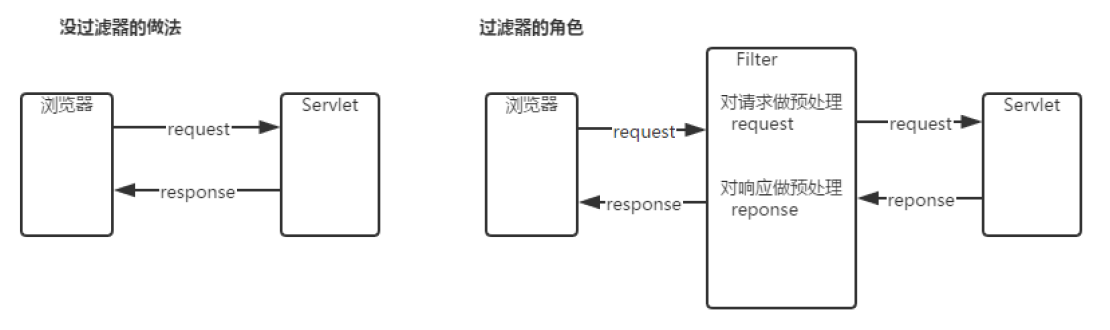 没过滤器的做法
浏览器
Servlet
request
response
过滤器的角色
浏览器
request
response
Filter
对请求做预处理
request
对响应做预处理
reponse
request
reponse
Servlet